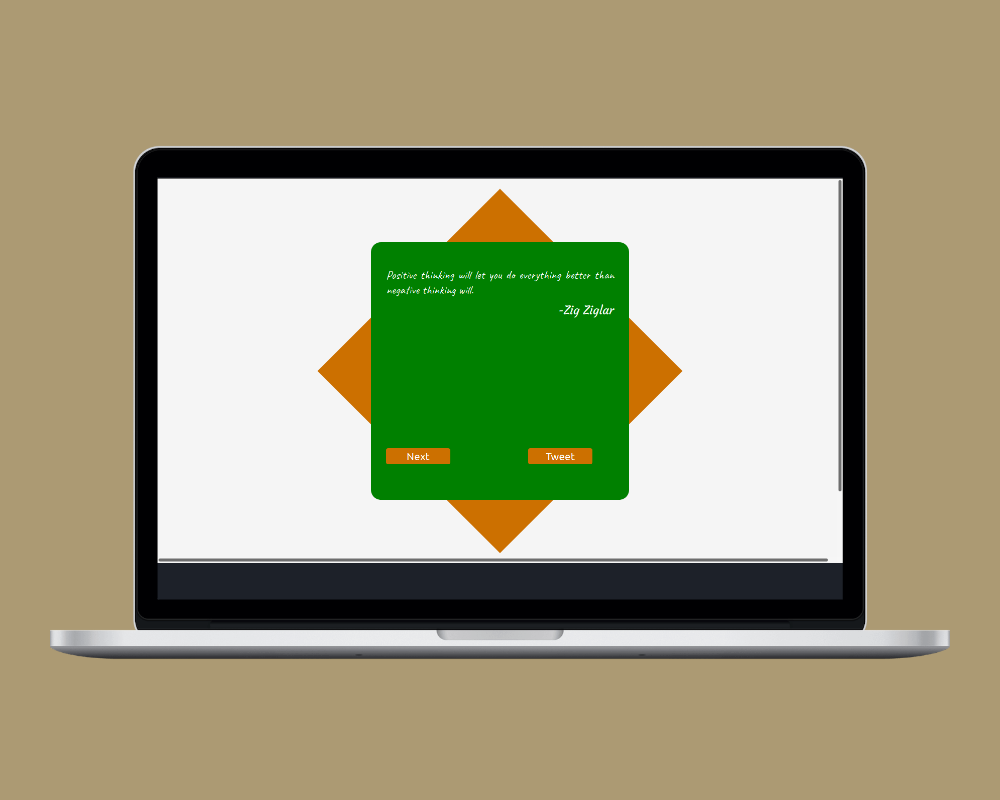 Positive thinking will let you do everything better than
negative thinking will.
-Zig Ziglar
Next
Tweet